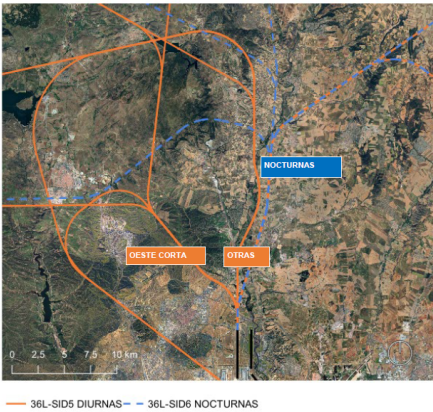 NOCTURNAS
OESTE CORTA
OTRAS
0 2,5 5 7,5 10 km
36L-SID5 DIURNAS 36L-SID6 NOCTURNAS